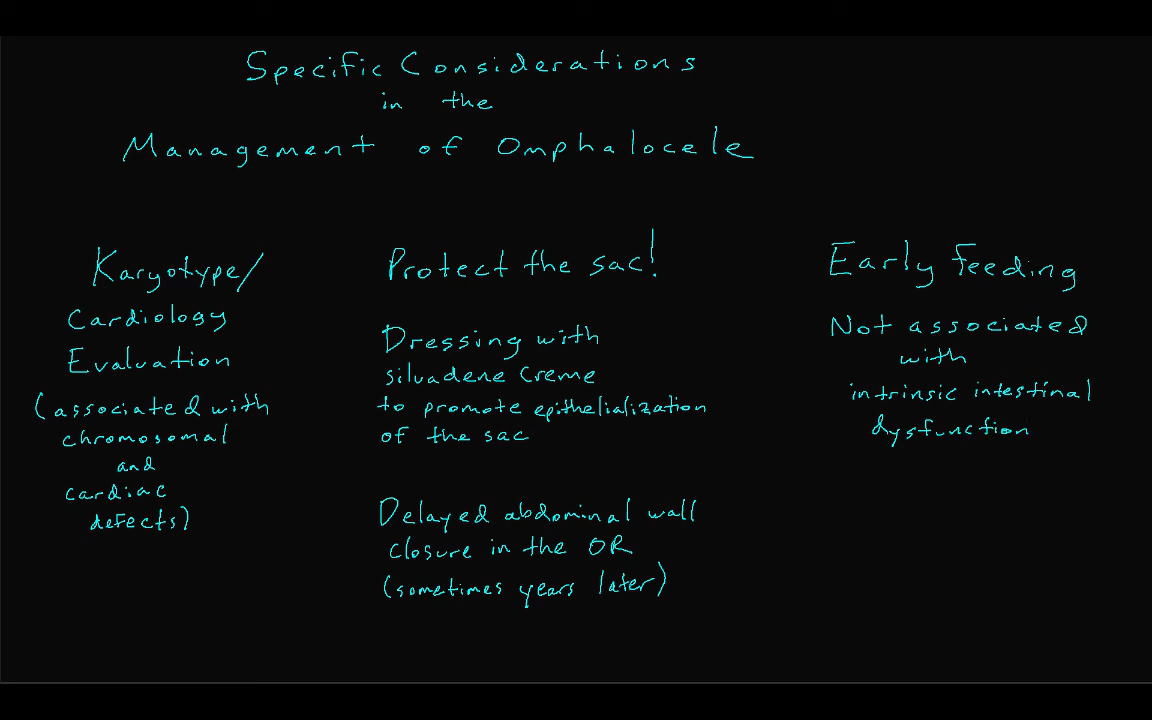 Specific Considerations
in the
Management of Omphalocele
Karyotype/
Cardiology
Evaluation
(associated with
chromosomal
and
cardiac
defects)
Protect the sac!
Dressing with
silvadene creme
to promote epithelialization
of the sac
Delayed abdominal wall
closure in the OR
(sometimes years later)
Early feeding
Not associated
with
intrinsic intestinal
dysfunction